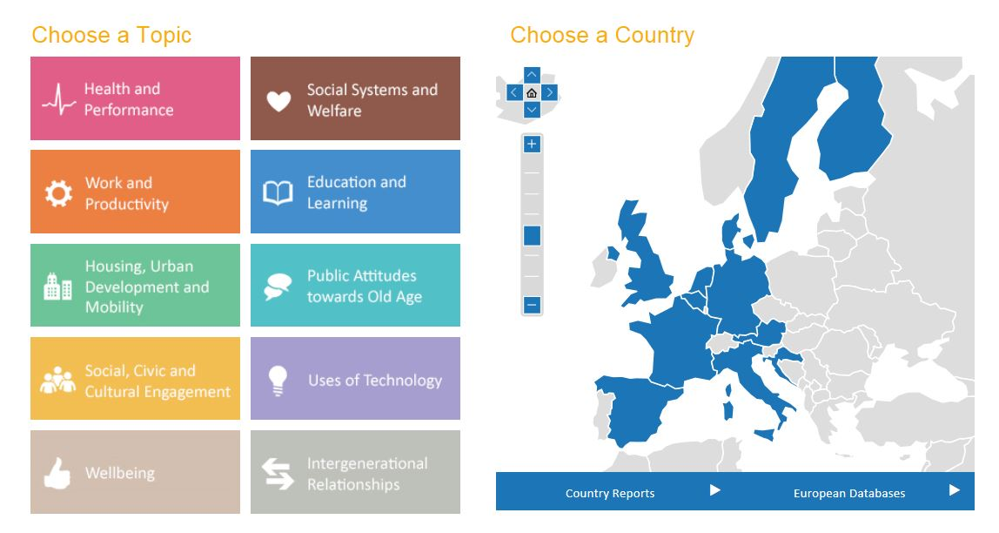 Choose a Topic
Health and
Performance
Social Systems and
Welfare
Work and
Productivity
Education and
Learning
Housing, Urban
Development and
Mobility
Public Attitudes
towards Old Age
Social, Civic and
Cultural Engagement
Uses of Technology
Wellbeing
Intergenerational
Relationships
Choose a Country
+
−
Country Reports
European Databases